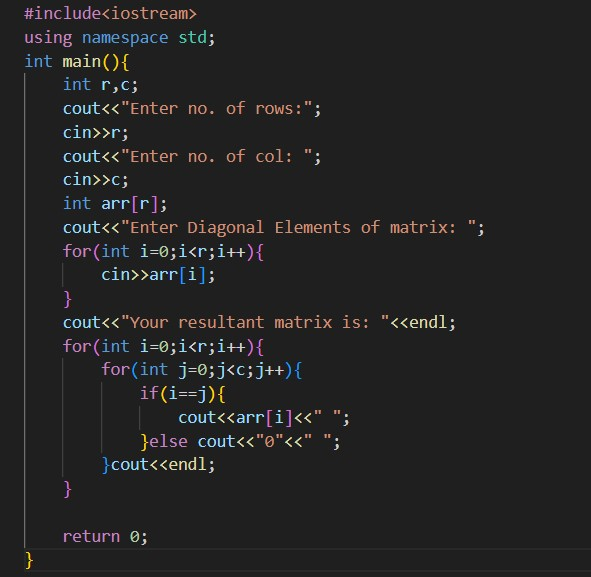 #include<iostream>
using namespace std;
int main(){
    int r,c;
    cout<<"Enter no. of rows:";
    cin>>r;
    cout<<"Enter no. of col: ";
    cin>>c;
    int arr[r];
    cout<<"Enter Diagonal Elements of matrix: ";
    for(int i=0;i<r;i++){
        cin>>arr[i];
    }
    cout<<"Your resultant matrix is: "<<endl;
    for(int i=0;i<r;i++){
        for(int j=0;j<c;j++){
            if(i==j){
                cout<<arr[i]<<" ";
            }else cout<<"0"<<" ";
        }cout<<endl;
    }

    return 0;
}